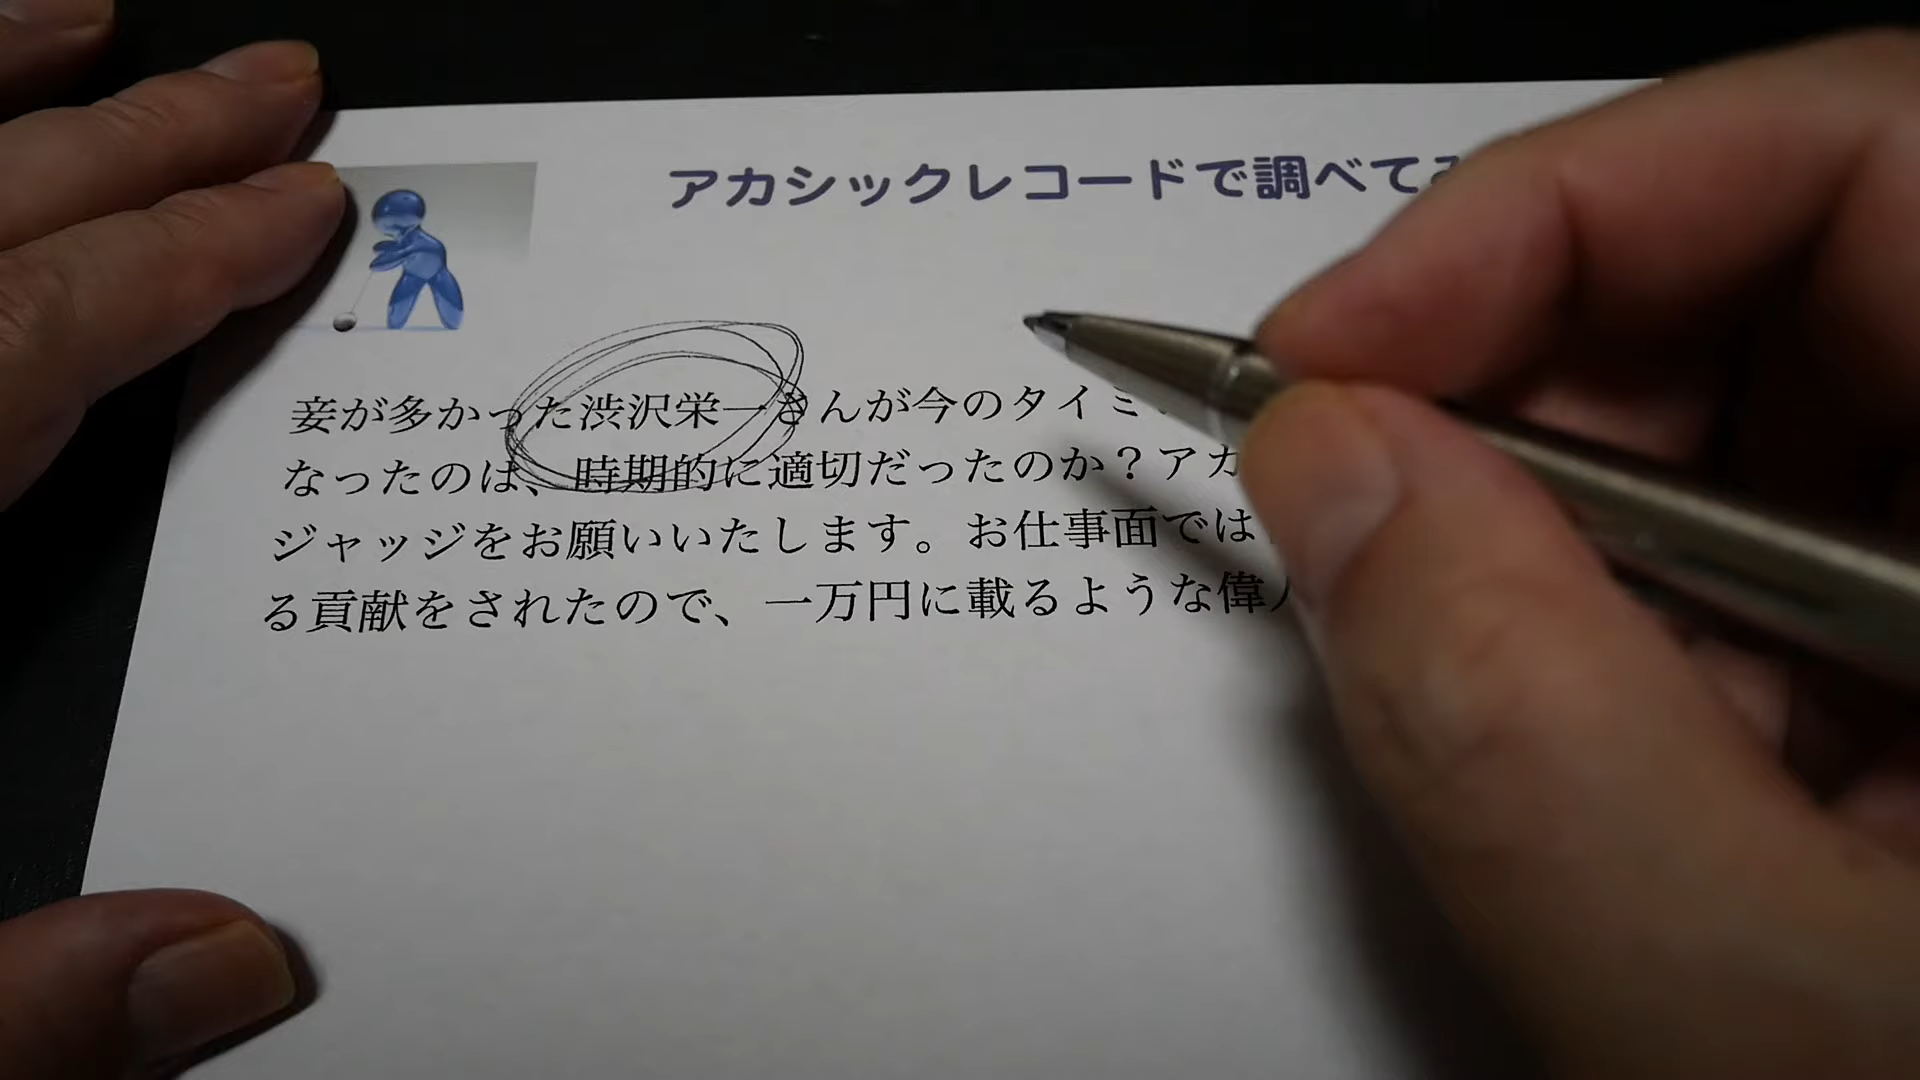 アカシックレコードで調べて
妾が多かった渋沢栄一さんが今のタイミ
なったのは、時期的に適切だったのか？アカ
ジャッジをお願いいたします。お仕事面では
る貢献をされたので、一万円に載るような偉